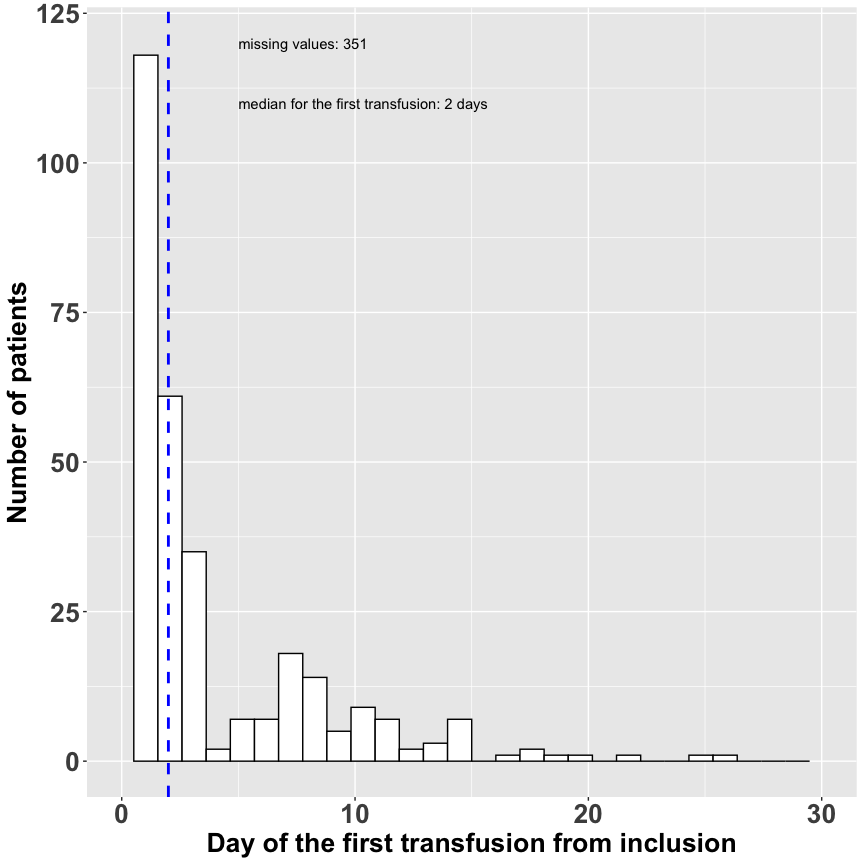 125
100
75
50
25
0
Number of patients
missing values: 351
median for the first transfusion: 2 days
0 10 20 30
Day of the first transfusion from inclusion